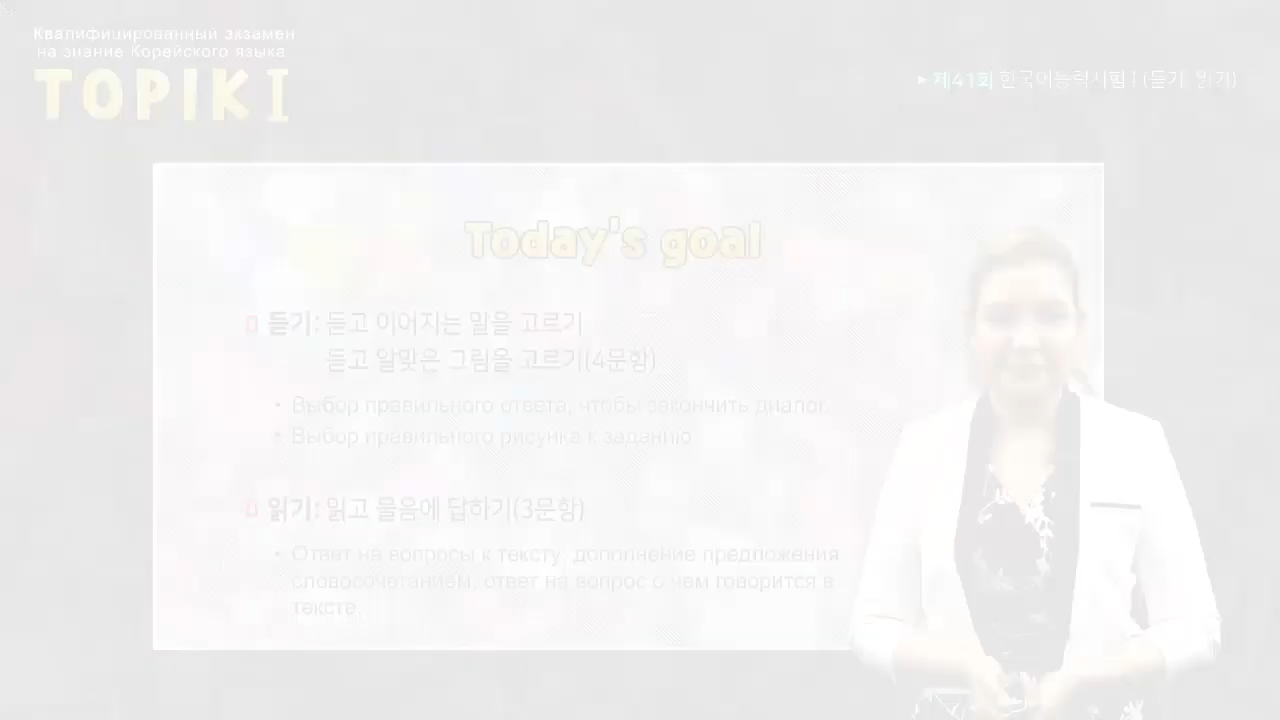 Квалифицированный экзамен
на знание Корейского языка
TOPIK I
▸ 제41회 한국어능력시험 I (듣기, 읽기)
Today's goal
듣기: 듣고 이어지는 말을 고르기
듣고 알맞은 그림을 고르기(4문항)
• Выбор правильного ответа, чтобы закончить диалог.
• Выбор правильного рисунка к заданию
읽기: 읽고 물음에 답하기(3문항)
• Ответ на вопросы к тексту: дополнение предложения
словосочетанием, ответ на вопрос о чем говорится в
тексте.